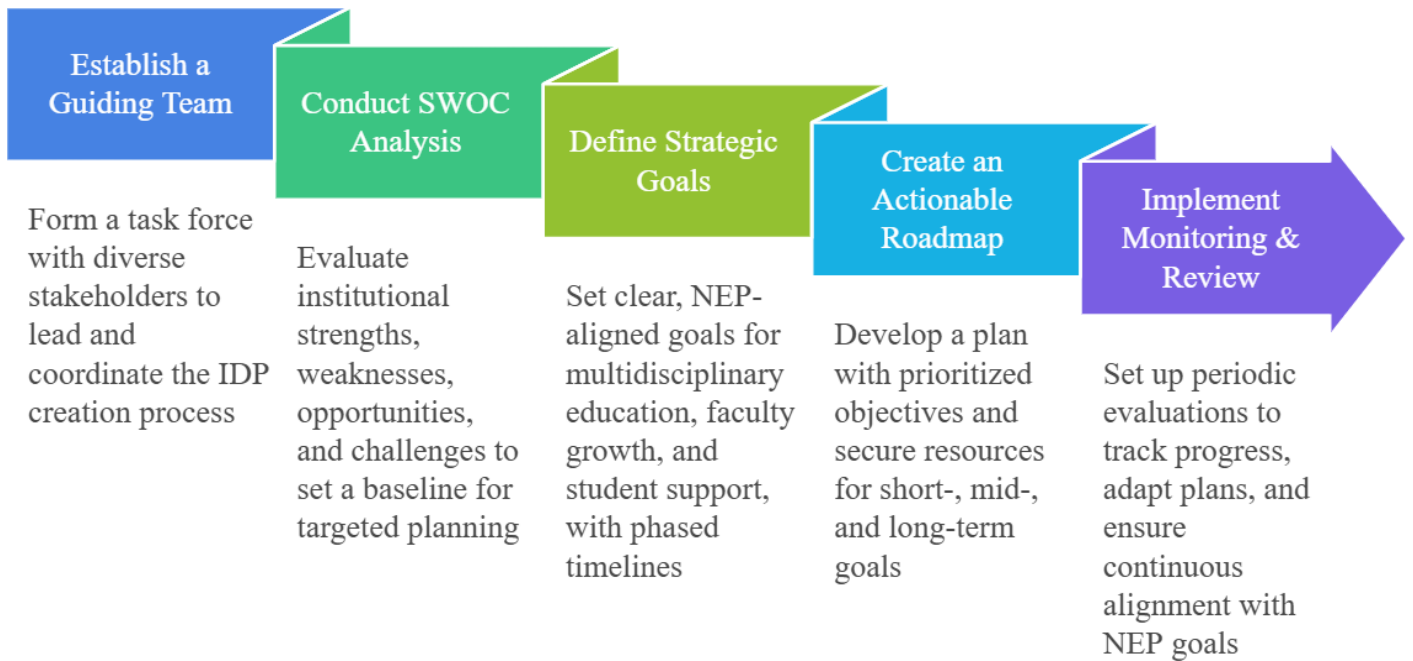 Establish a
Guiding Team
Form a task force
with diverse
stakeholders to
lead and
coordinate the IDP
creation process
Conduct SWOC
Analysis
Evaluate
institutional
strengths,
weaknesses,
opportunities,
and challenges to
set a baseline for
targeted planning
Define Strategic
Goals
Set clear, NEP-
aligned goals for
multidisciplinary
education, faculty
growth, and
student support,
with phased
timelines
Create an
Actionable
Roadmap
Develop a plan
with prioritized
objectives and
secure resources
for short-, mid-,
and long-term
goals
Implement
Monitoring &
Review
Set up periodic
evaluations to
track progress,
adapt plans, and
ensure
continuous
alignment with
NEP goals